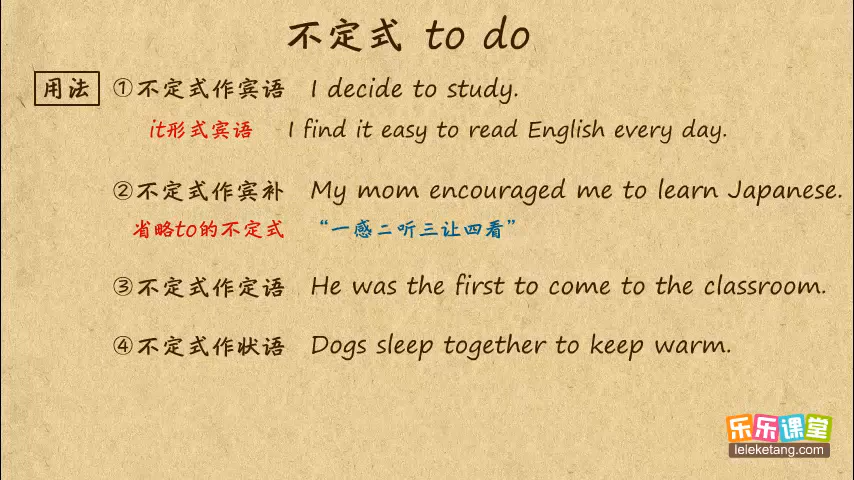 不定式 to do
用法 ①不定式作宾语 I decide to study.
it形式宾语 I find it easy to read English every day.
②不定式作宾补 My mom encouraged me to learn Japanese.
省略to的不定式 “一感二听三让四看”
③不定式作定语 He was the first to come to the classroom.
④不定式作状语 Dogs sleep together to keep warm.
乐乐课堂
leleketang.com